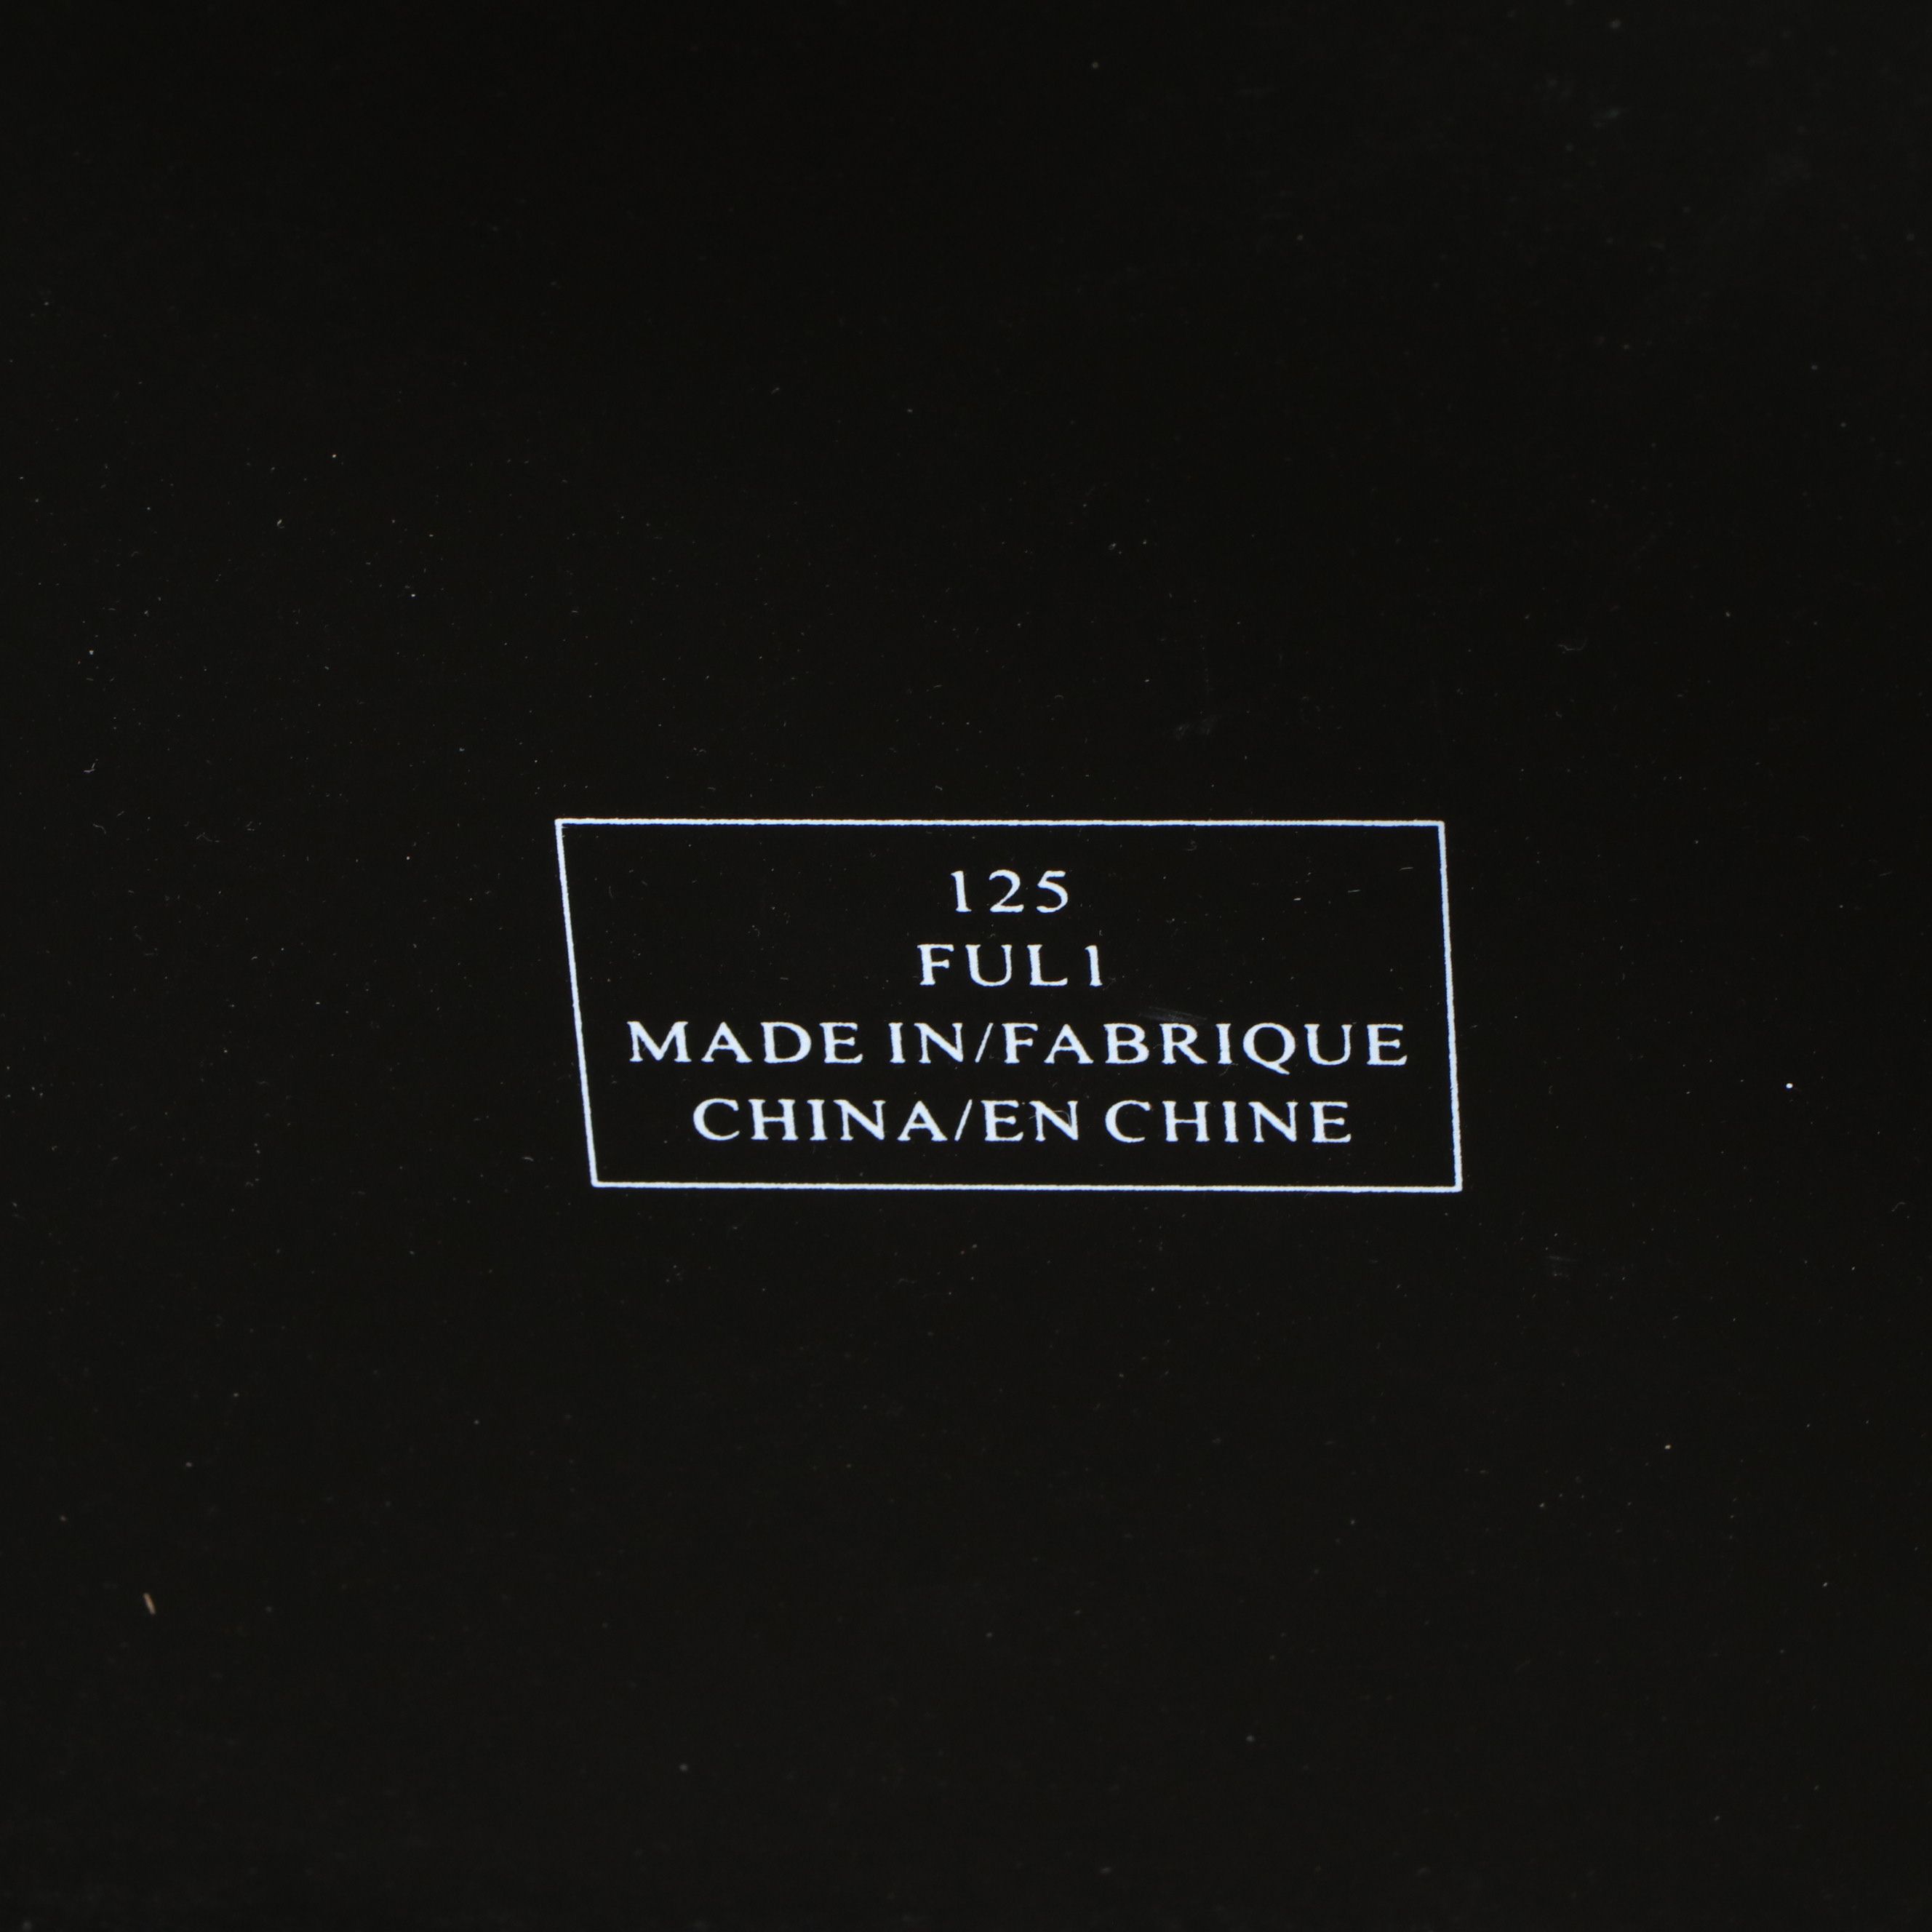 125
FUL1
MADE IN/FABRIQUE
CHINA/EN CHINE